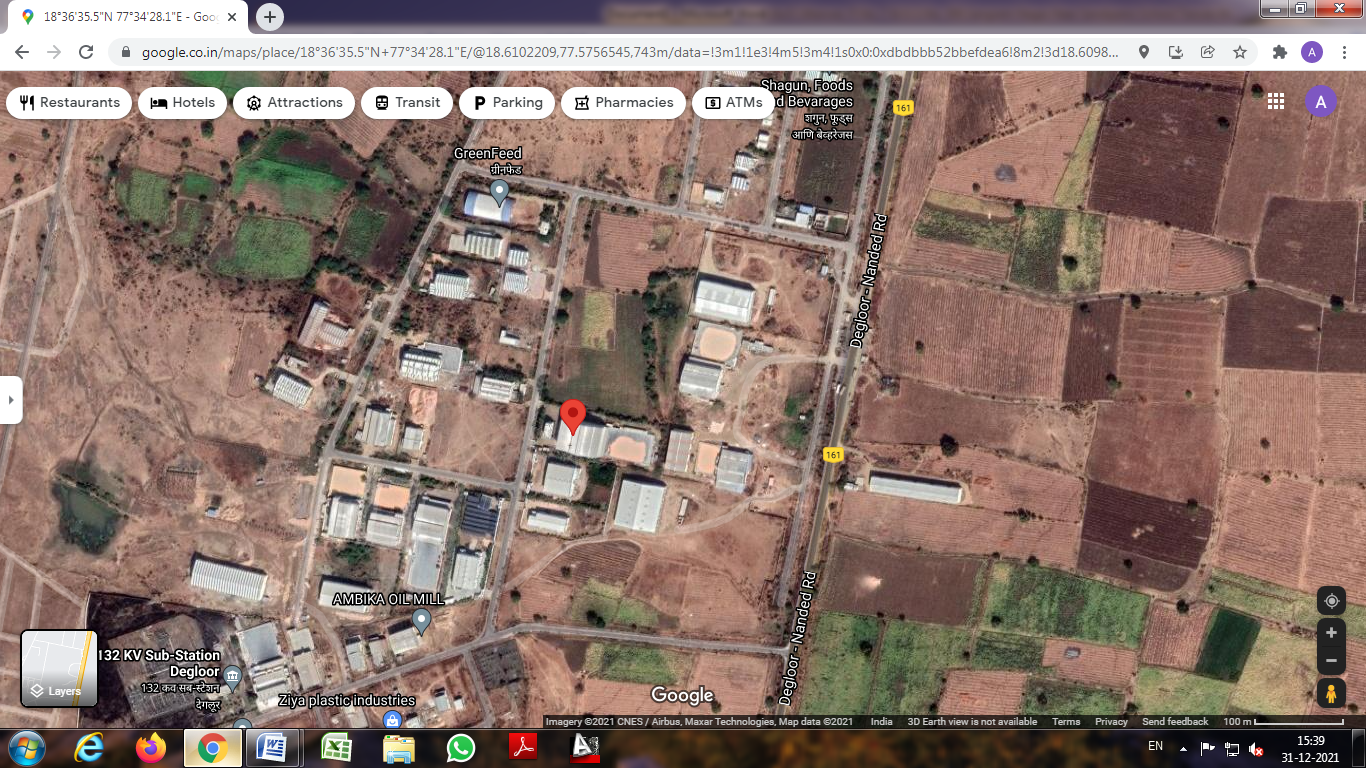 18°36'35.5"N 77°34'28.1"E - Goo
google.co.in/maps/place/18°36'35.5"N+77°34'28.1"E/@18.6102209,77.5756545,743m/data=!3m1!1e3!4m5!3m4!1s0x0:0xdbdbbb52bbefdea6!8m2!3d18.6098...
A
Restaurants
Hotels
Attractions
Transit
Parking
Pharmacies
ATMs
A
Shagun, Foods
d Bevarages
शगुन, फूड्स
आणि बेव्हरेजस
161
GreenFeed
ग्रीनफेड
Degloor - Nanded Rd
161
AMBIKA OIL MILL
Degloor - Nanded Rd
132 KV Sub-Station
Degloor
132 कव सब-स्टेशन
देगलूर
Ziya plastic industries
Layers
Google
Imagery ©2021 CNES / Airbus, Maxar Technologies, Map data ©2021 India 3D Earth view is not available Terms Privacy Send feedback 100 m
EN
15:39
31-12-2021